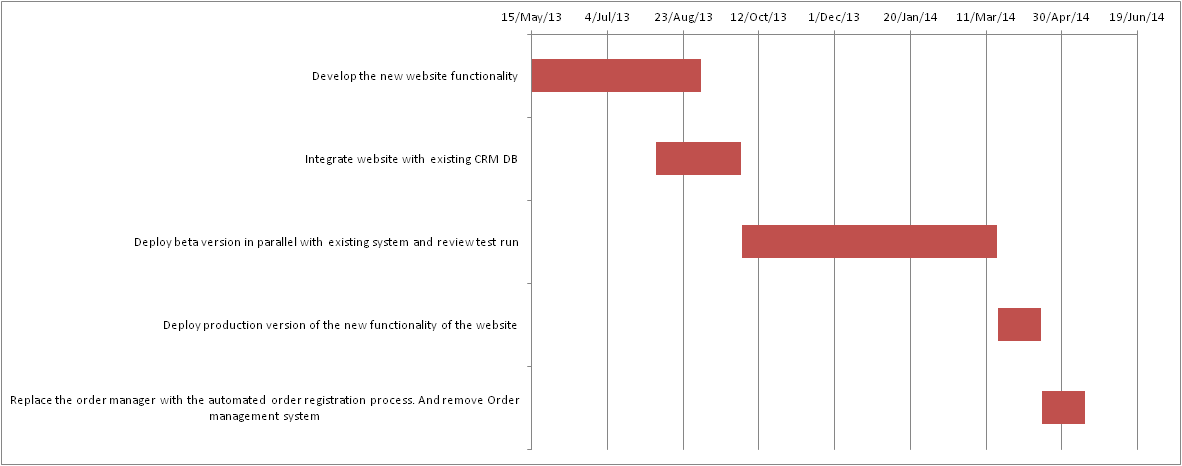 15/May/13 4/Jul/13 23/Aug/13 12/Oct/13 1/Dec/13 20/Jan/14 11/Mar/14 30/Apr/14 19/Jun/14
Develop the new website functionality
Integrate website with existing CRM DB
Deploy beta version in parallel with existing system and review test run
Deploy production version of the new functionality of the website
Replace the order manager with the automated order registration process. And remove Order
management system